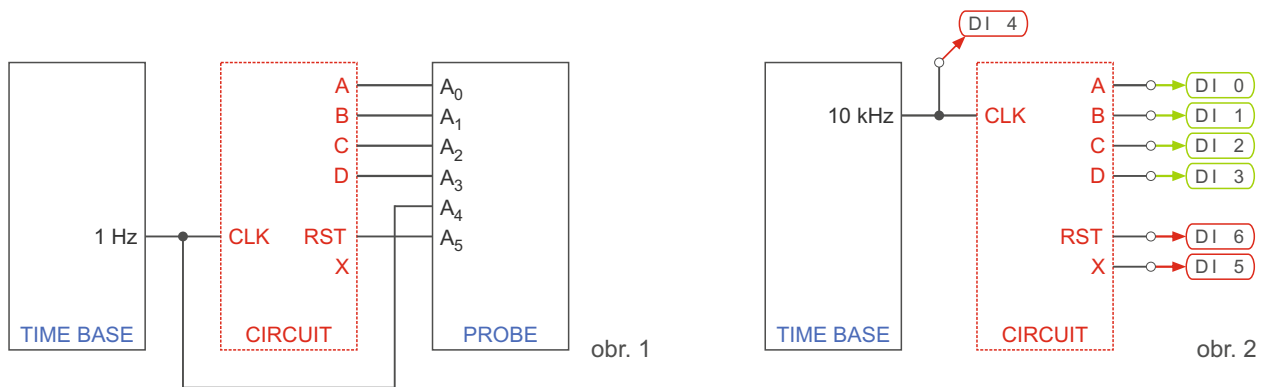 A
B
C
D
1 Hz
CLK
RST
X
A0
A1
A2
A3
A4
A5
TIME BASE
CIRCUIT
PROBE
obr. 1
DI 4
10 kHz
CLK
A
B
C
D
RST
X
DI 0
DI 1
DI 2
DI 3
DI 6
DI 5
TIME BASE
CIRCUIT
obr. 2